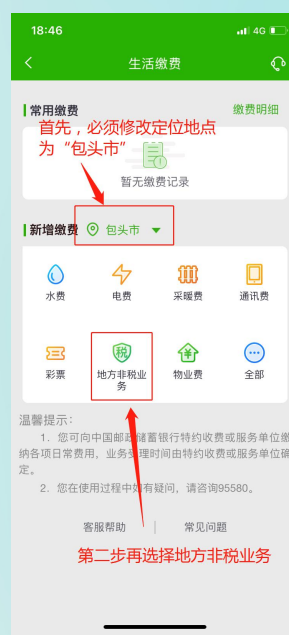 18:46
4G
生活缴费
常用缴费
缴费明细
首先，必须修改定位地点
为“包头市”
暂无缴费记录
新增缴费 包头市
水费 电费 采暖费 通讯费
彩票 地方非税业 物业费 全部
务
温馨提示：
1. 您可向中国邮政储蓄银行特约收费或服务单位缴
纳各项日常费用，业务受理时间由特约收费或服务单位确
定。
2. 您在使用过程中如有疑问，请咨询95580。
客服帮助 常见问题
第二步再选择地方非税业务